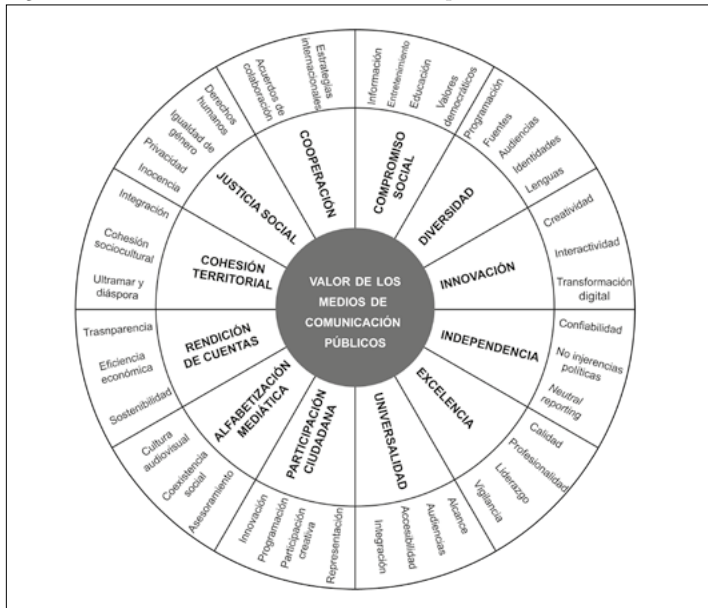 VALOR DE LOS
MEDIOS DE
COMUNICACIÓN
PÚBLICOS
COMPROMISO
SOCIAL
Información
Entretenimiento
Educación
Valores
democráticos
DIVERSIDAD
Programación
Fuentes
Audiencias
Identidades
Lenguas
INNOVACIÓN
Creatividad
Interactividad
Transformación
digital
INDEPENDENCIA
Confiabilidad
No injerencias
políticas
Neutral
reporting
EXCELENCIA
Calidad
Profesionalidad
Liderazgo
Vigilancia
UNIVERSALIDAD
Alcance
Audiencias
Accesibilidad
Integración
PARTICIPACIÓN
CIUDADANA
Representación
Participación
creativa
Programación
Innovación
ALFABETIZACIÓN
MEDIÁTICA
Asesoramiento
Coexistencia
social
Cultura
audiovisual
RENDICIÓN
DE CUENTAS
Sostenibilidad
Eficiencia
económica
Trasnparencia
COHESIÓN
TERRITORIAL
Ultramar y
diáspora
Cohesión
sociocultural
Integración
JUSTICIA SOCIAL
Inocencia
Privacidad
Igualdad de
género
Derechos
humanos
COOPERACIÓN
Acuerdos de
colaboración
Estrategias
internacionales